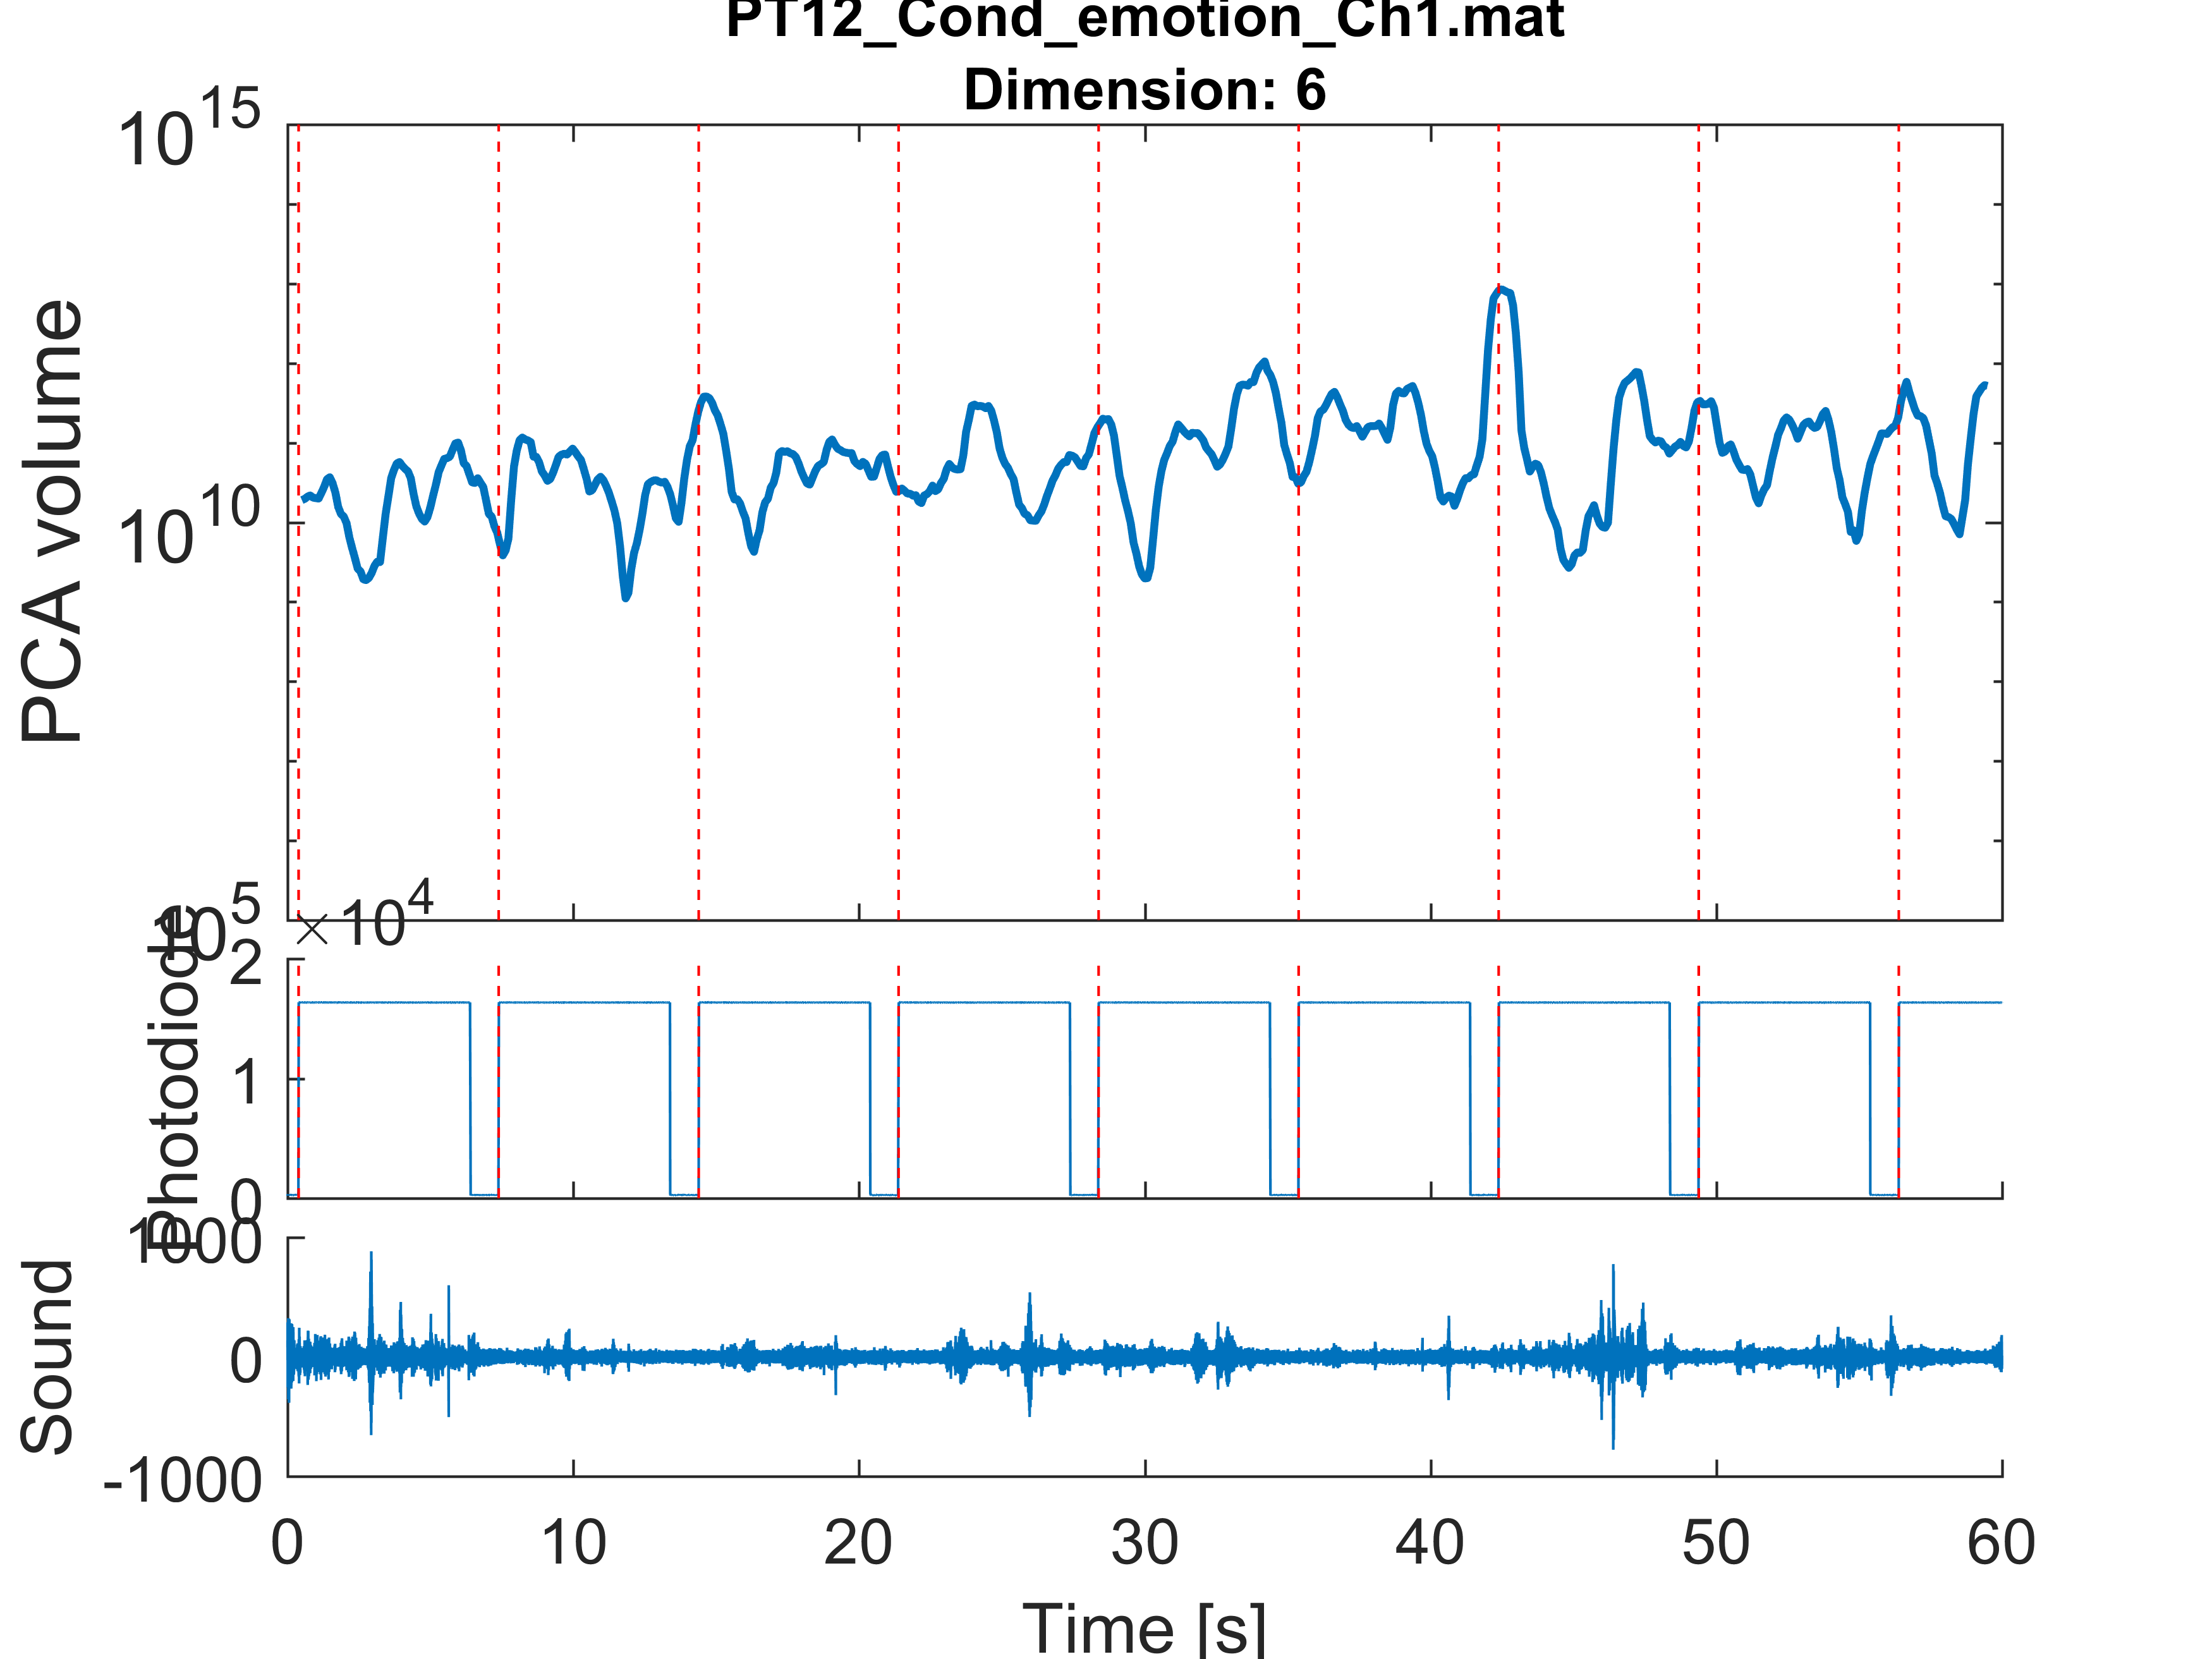 PT12_Cond_emotion_Ch1.mat
Dimension: 6
PCA volume
10^15
10^10
10^5
×10^4
Photodiode
2
1
0
Sound
1000
0
-1000
0 10 20 30 40 50 60
Time [s]